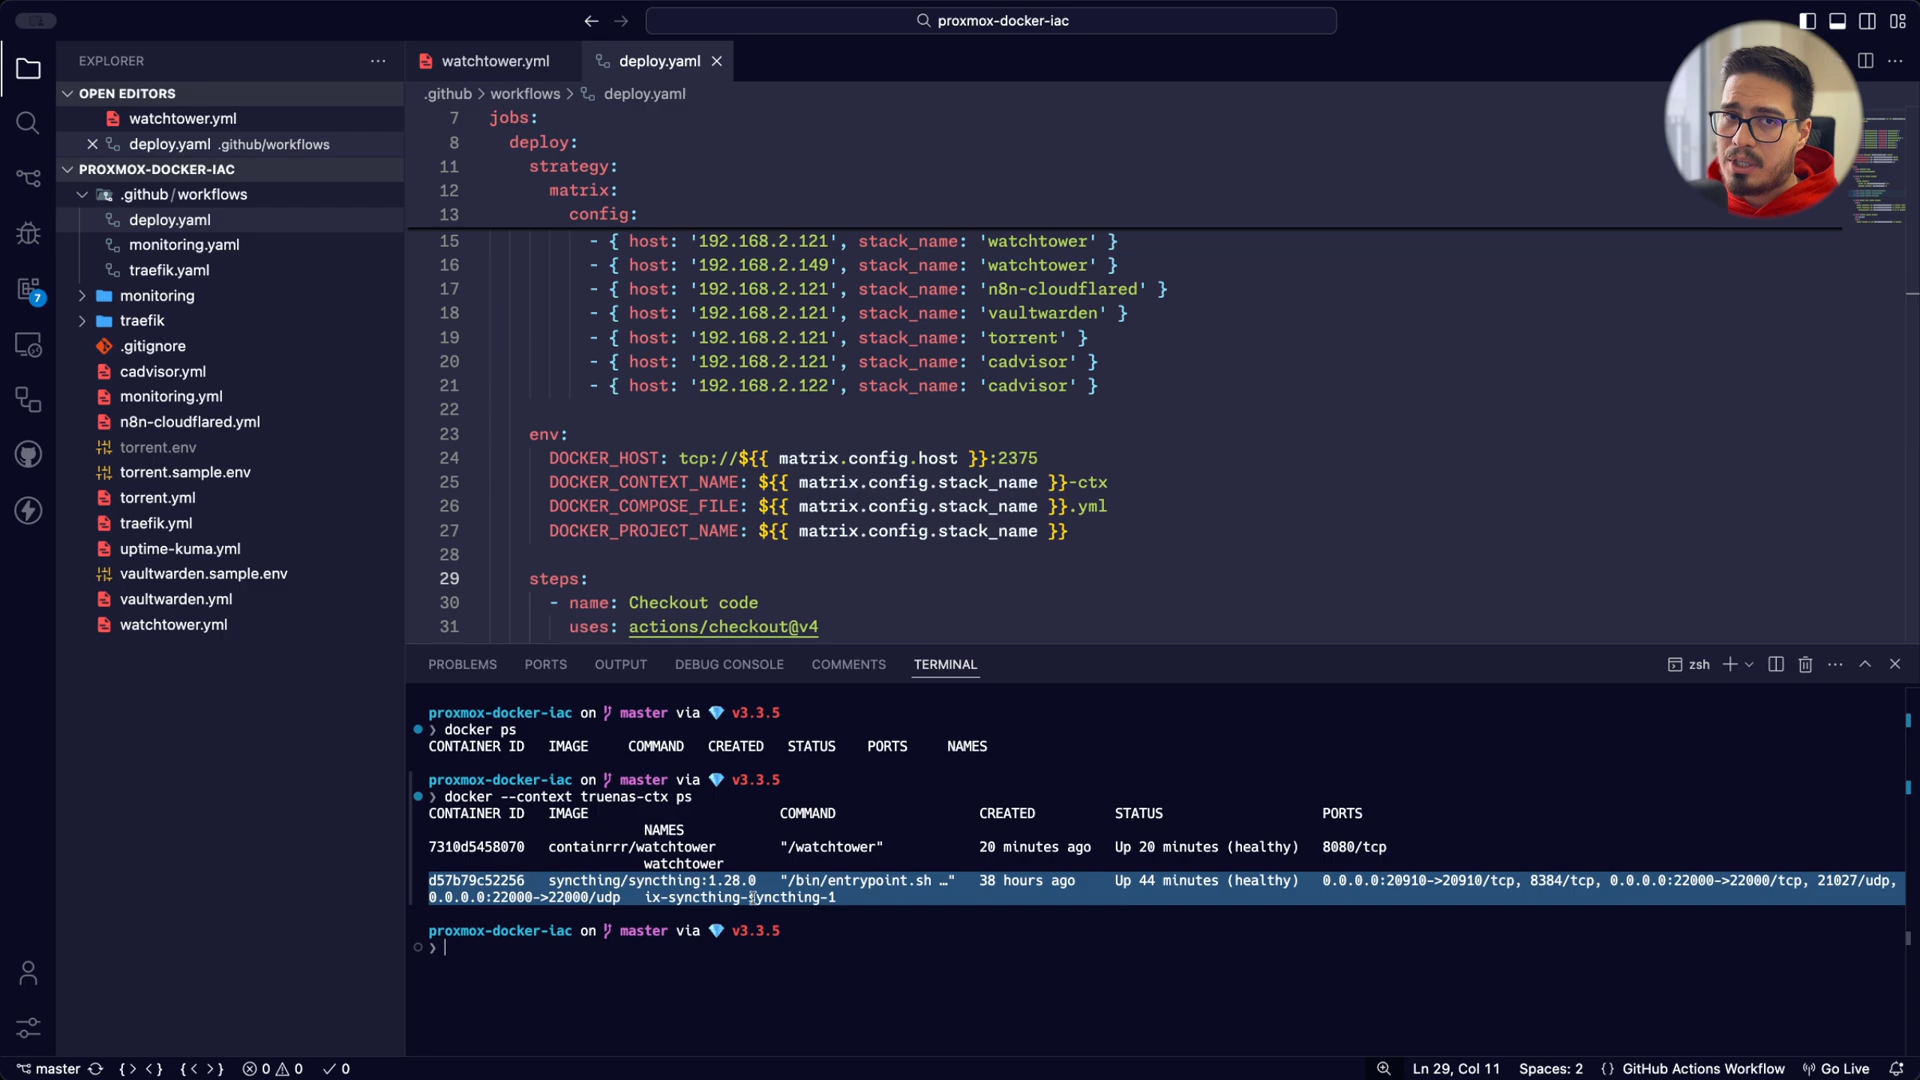 proxmox-docker-iac
EXPLORER
OPEN EDITORS
watchtower.yml
deploy.yaml .github/workflows
PROXMOX-DOCKER-IAC
.github/workflows
deploy.yaml
monitoring.yaml
traefik.yaml
monitoring
traefik
.gitignore
cadvisor.yml
monitoring.yml
n8n-cloudflared.yml
torrent.env
torrent.sample.env
torrent.yml
traefik.yml
uptime-kuma.yml
vaultwarden.sample.env
vaultwarden.yml
watchtower.yml
7
watchtower.yml deploy.yaml
.github > workflows > deploy.yaml
7 jobs:
8 deploy:
11 strategy:
12 matrix:
13 config:
15 - { host: '192.168.2.121', stack_name: 'watchtower' }
16 - { host: '192.168.2.149', stack_name: 'watchtower' }
17 - { host: '192.168.2.121', stack_name: 'n8n-cloudflared' }
18 - { host: '192.168.2.121', stack_name: 'vaultwarden' }
19 - { host: '192.168.2.121', stack_name: 'torrent' }
20 - { host: '192.168.2.121', stack_name: 'cadvisor' }
21 - { host: '192.168.2.122', stack_name: 'cadvisor' }
22
23 env:
24 DOCKER_HOST: tcp://${{ matrix.config.host }}:2375
25 DOCKER_CONTEXT_NAME: ${{ matrix.config.stack_name }}-ctx
26 DOCKER_COMPOSE_FILE: ${{ matrix.config.stack_name }}.yml
27 DOCKER_PROJECT_NAME: ${{ matrix.config.stack_name }}
28
29 steps:
30 - name: Checkout code
31 uses: actions/checkout@v4
PROBLEMS PORTS OUTPUT DEBUG CONSOLE COMMENTS TERMINAL zsh
proxmox-docker-iac on master via v3.3.5
❯ docker ps
CONTAINER ID IMAGE COMMAND CREATED STATUS PORTS NAMES
proxmox-docker-iac on master via v3.3.5
❯ docker --context truenas-ctx ps
CONTAINER ID IMAGE COMMAND CREATED STATUS PORTS
NAMES
7310d5458070 containrrr/watchtower "/watchtower" 20 minutes ago Up 20 minutes (healthy) 8080/tcp
watchtower
d57b79c52256 syncthing/syncthing:1.28.0 "/bin/entrypoint.sh …" 38 hours ago Up 44 minutes (healthy) 0.0.0.0:20910->20910/tcp, 8384/tcp, 0.0.0.0:22000->22000/tcp, 21027/udp,
0.0.0.0:22000->22000/udp ix-syncthing-syncthing-1
proxmox-docker-iac on master via v3.3.5
❯
master 0 0 0 Ln 29, Col 11 Spaces: 2 GitHub Actions Workflow Go Live